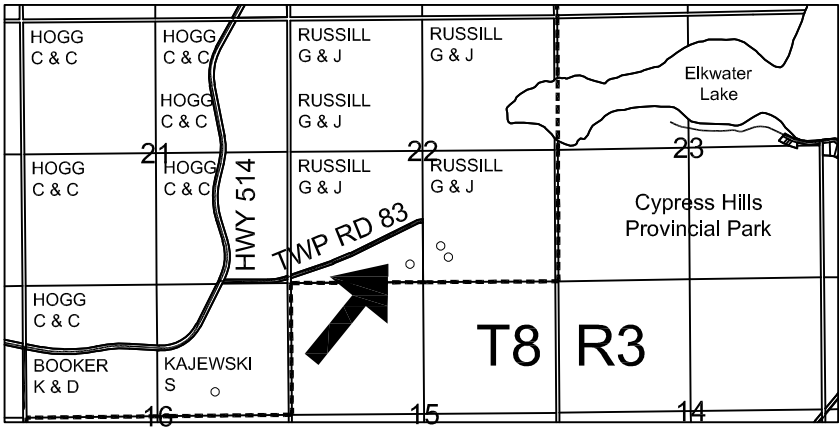 HOGG
C & C
HOGG
C & C
RUSSILL
G & J
RUSSILL
G & J
Elkwater
Lake
HOGG
C & C
RUSSILL
G & J
21
22
23
HOGG
C & C
HOGG
C & C
RUSSILL
G & J
RUSSILL
G & J
HWY 514
TWP RD 83
Cypress Hills
Provincial Park
HOGG
C & C
T8 R3
BOOKER
K & D
KAJEWSKI
S
16
15
14